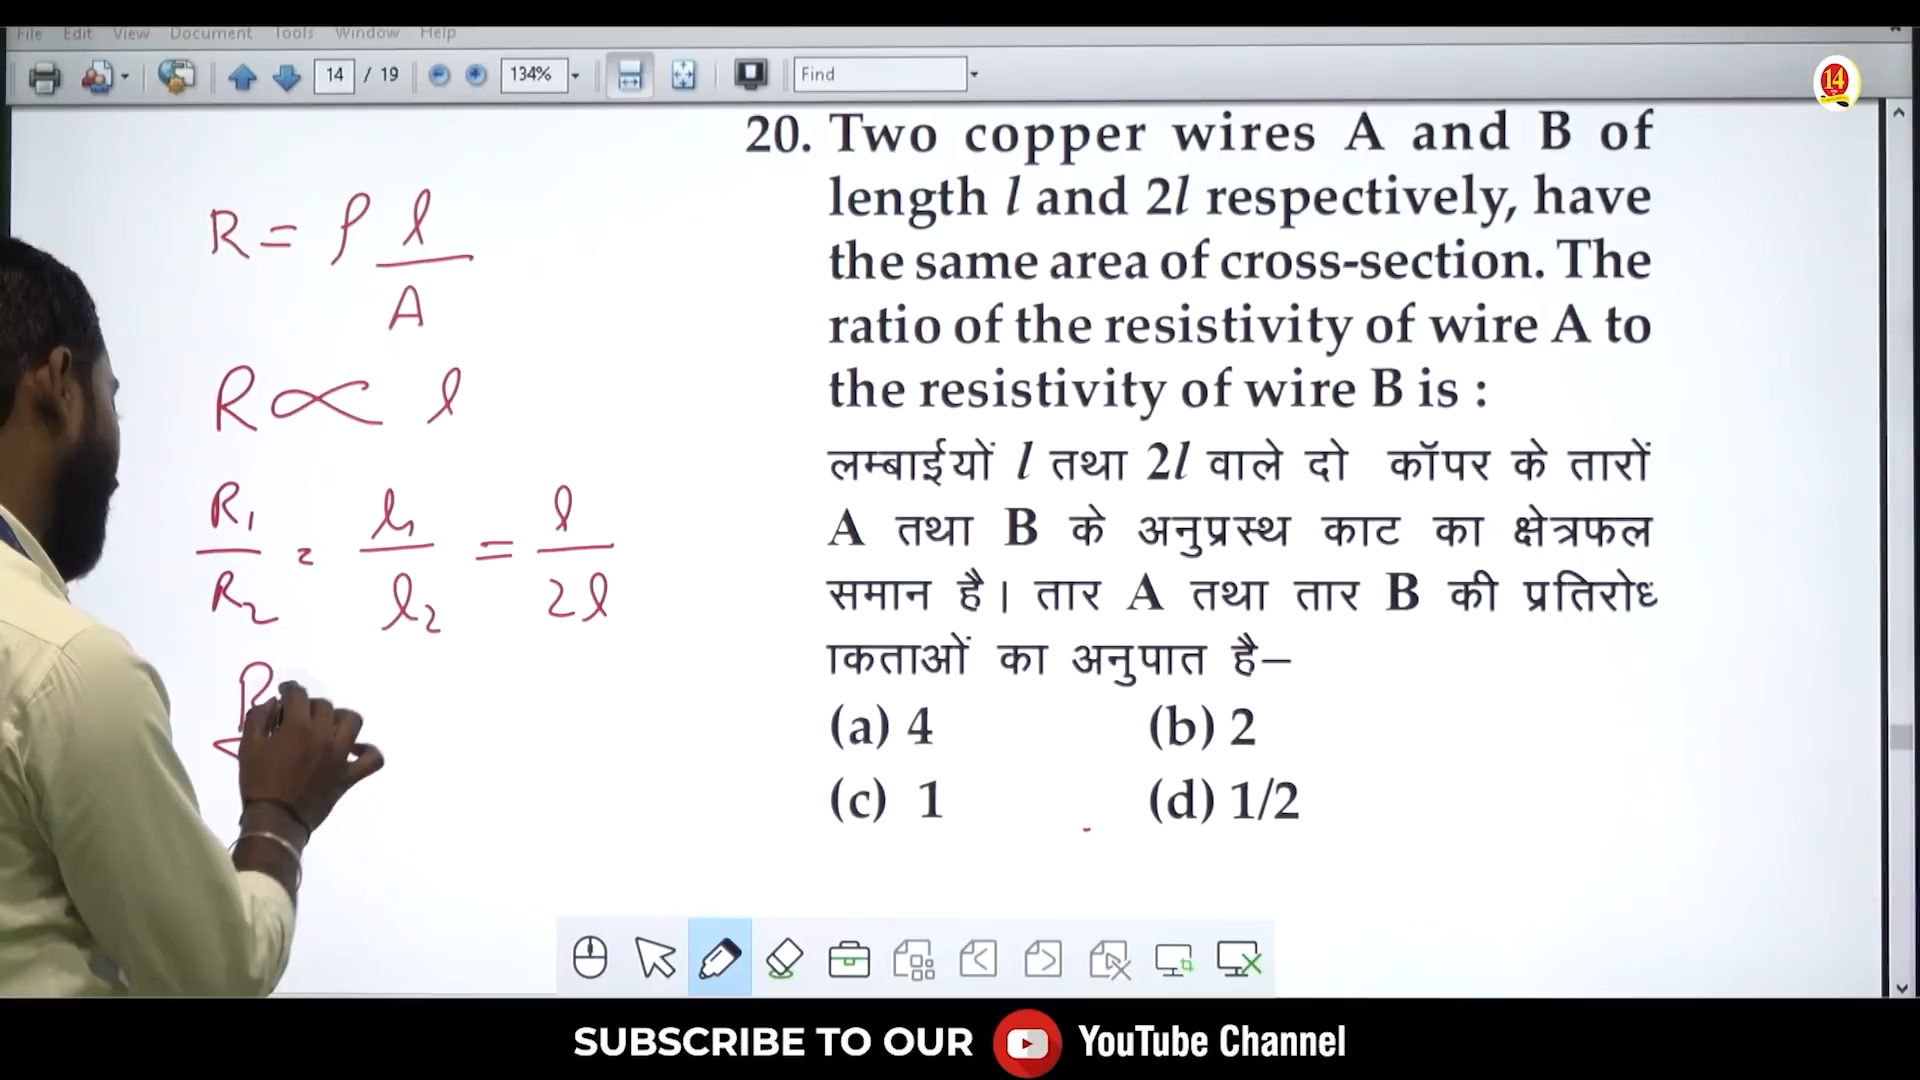 File Edit View Document Tools Window Help
14 / 19 134% Find
14
20. Two copper wires A and B of
length l and 2l respectively, have
the same area of cross-section. The
ratio of the resistivity of wire A to
the resistivity of wire B is :
लम्बाईयों l तथा 2l वाले दो कॉपर के तारों
A तथा B के अनुप्रस्थ काट का क्षेत्रफल
समान है। तार A तथा तार B की प्रतिरोध
ाकताओं का अनुपात है–
(a) 4 (b) 2
(c) 1 (d) 1/2
R = ρ l
A
R ∝ l
R1 l1 l
= =
R2 l2 2l
R
SUBSCRIBE TO OUR YouTube Channel